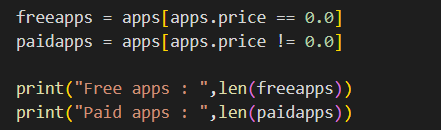 freeapps = apps[apps.price == 0.0]
paidapps = apps[apps.price != 0.0]
print("Free apps : ",len(freeapps))
print("Paid apps : ",len(paidapps))